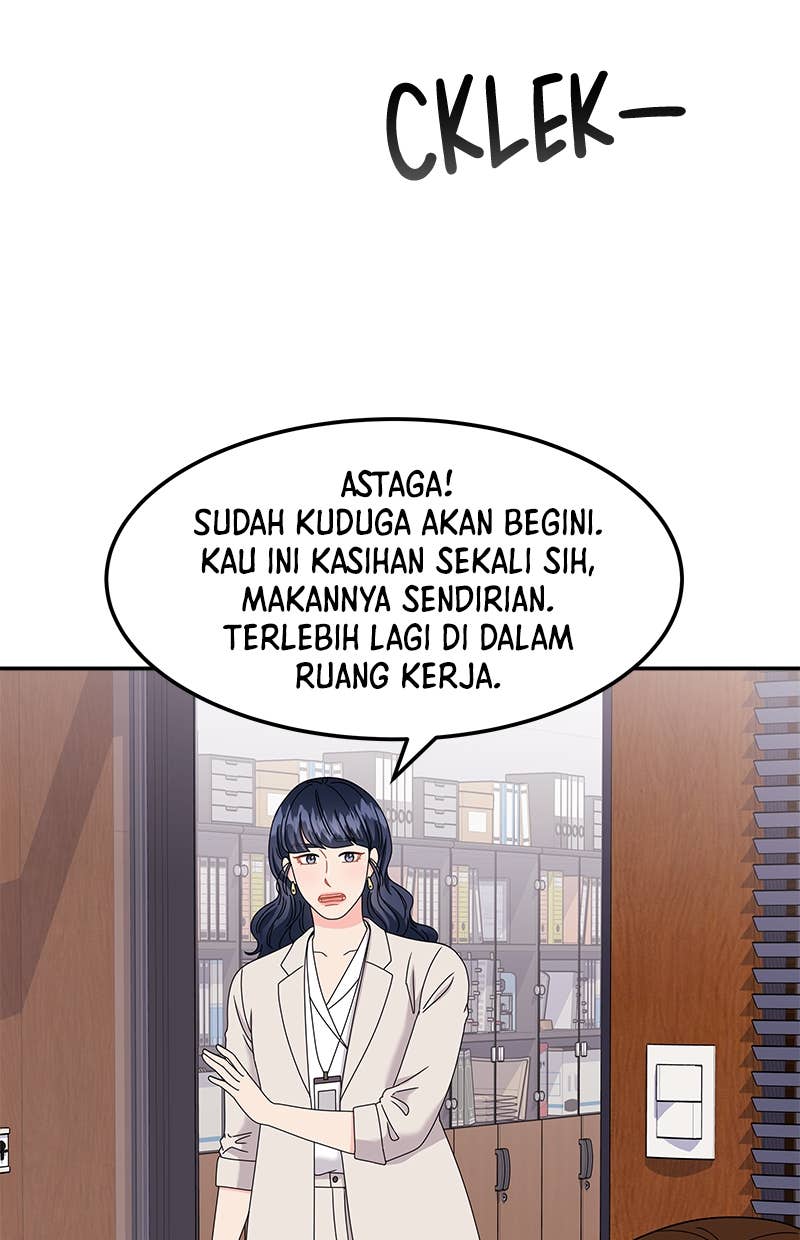 CKLEK—
ASTAGA!
SUDAH KUDUGA AKAN BEGINI.
KAU INI KASIHAN SEKALI SIH,
MAKANNYA SENDIRIAN.
TERLEBIH LAGI DI DALAM
RUANG KERJA.